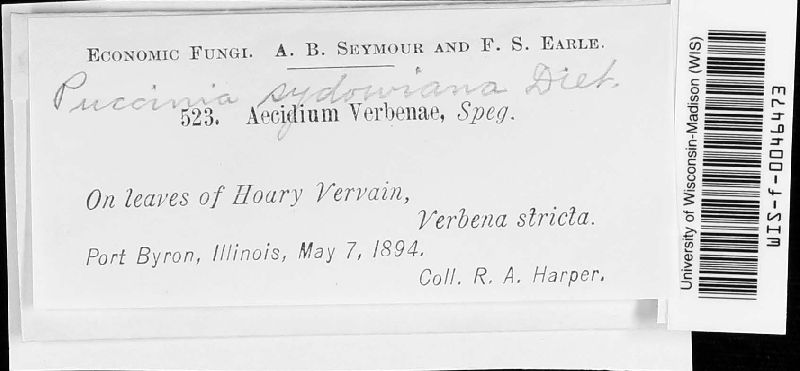 ECONOMIC FUNGI. A. B. SEYMOUR AND F. S. EARLE.
Puccinia sydowiana Diet.
523. Aecidium Verbenae, Speg.
On leaves of Hoary Vervain,
Verbena stricta.
Port Byron, Illinois, May 7, 1894.
Coll. R. A. Harper.
University of Wisconsin-Madison (WIS)
WIS-f-0046473